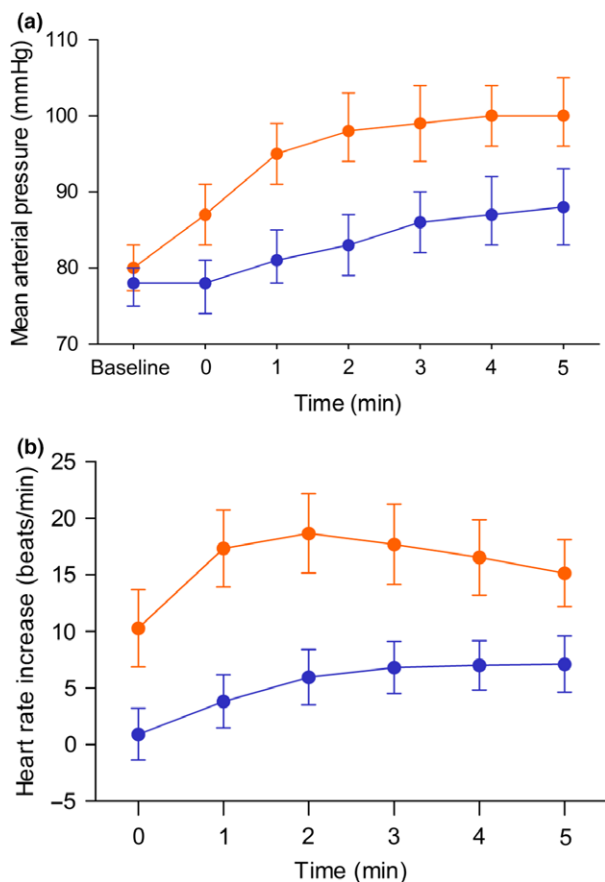 (a)
Mean arterial pressure (mmHg)
110
100
90
80
70
Baseline 0 1 2 3 4 5
Time (min)
(b)
Heart rate increase (beats/min)
25
20
15
10
5
0
−5
0 1 2 3 4 5
Time (min)